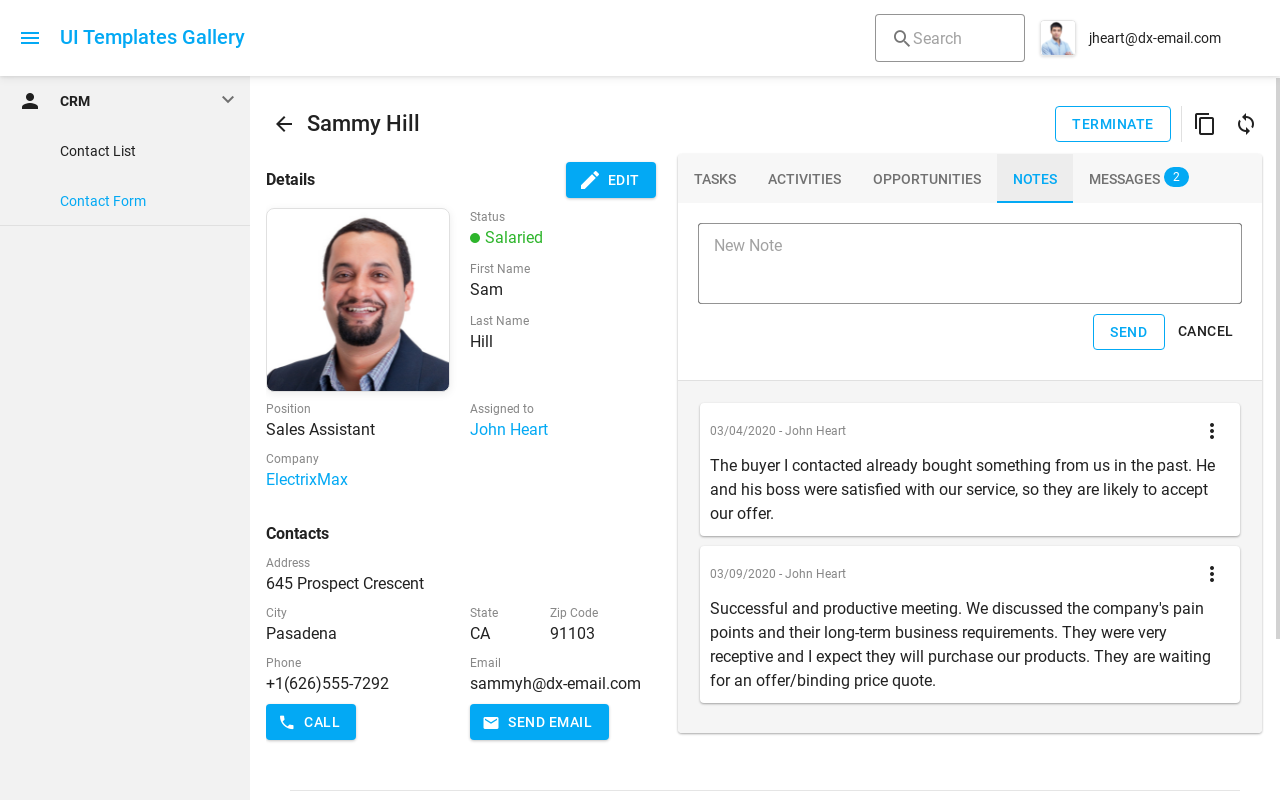 UI Templates Gallery
Search
jheart@dx-email.com
CRM
Contact List
Contact Form
Sammy Hill
TERMINATE
Details
EDIT
Status
Salaried
First Name
Sam
Last Name
Hill
Position
Sales Assistant
Assigned to
John Heart
Company
ElectrixMax
Contacts
Address
645 Prospect Crescent
City
Pasadena
State
CA
Zip Code
91103
Phone
+1(626)555-7292
Email
sammyh@dx-email.com
CALL
SEND EMAIL
TASKS
ACTIVITIES
OPPORTUNITIES
NOTES
MESSAGES 2
New Note
SEND
CANCEL
03/04/2020 - John Heart
The buyer I contacted already bought something from us in the past. He
and his boss were satisfied with our service, so they are likely to accept
our offer.
03/09/2020 - John Heart
Successful and productive meeting. We discussed the company's pain
points and their long-term business requirements. They were very
receptive and I expect they will purchase our products. They are waiting
for an offer/binding price quote.